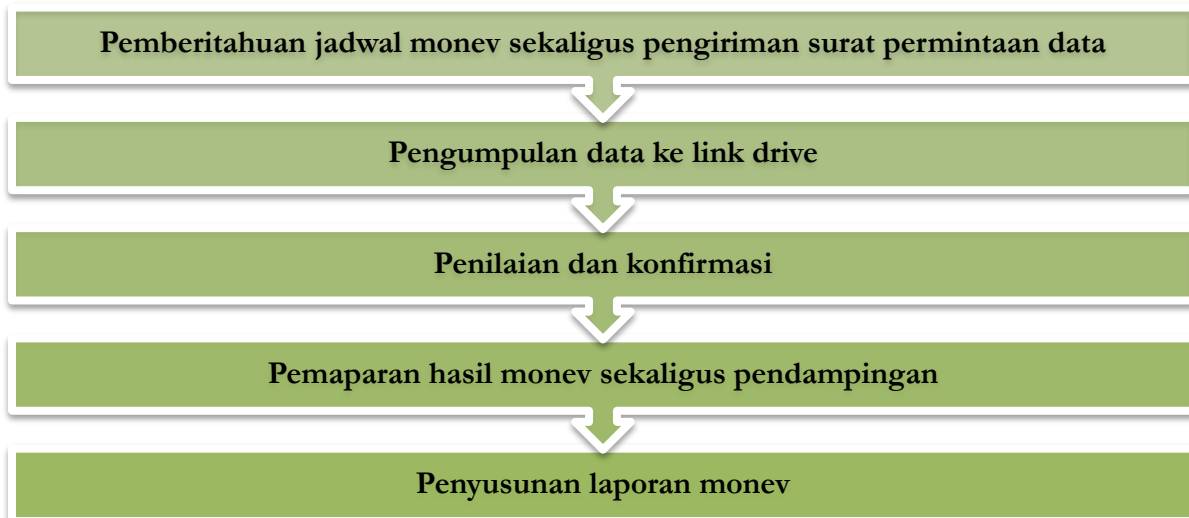 Pemberitahuan jadwal monev sekaligus pengiriman surat permintaan data
Pengumpulan data ke link drive
Penilaian dan konfirmasi
Pemaparan hasil monev sekaligus pendampingan
Penyusunan laporan monev